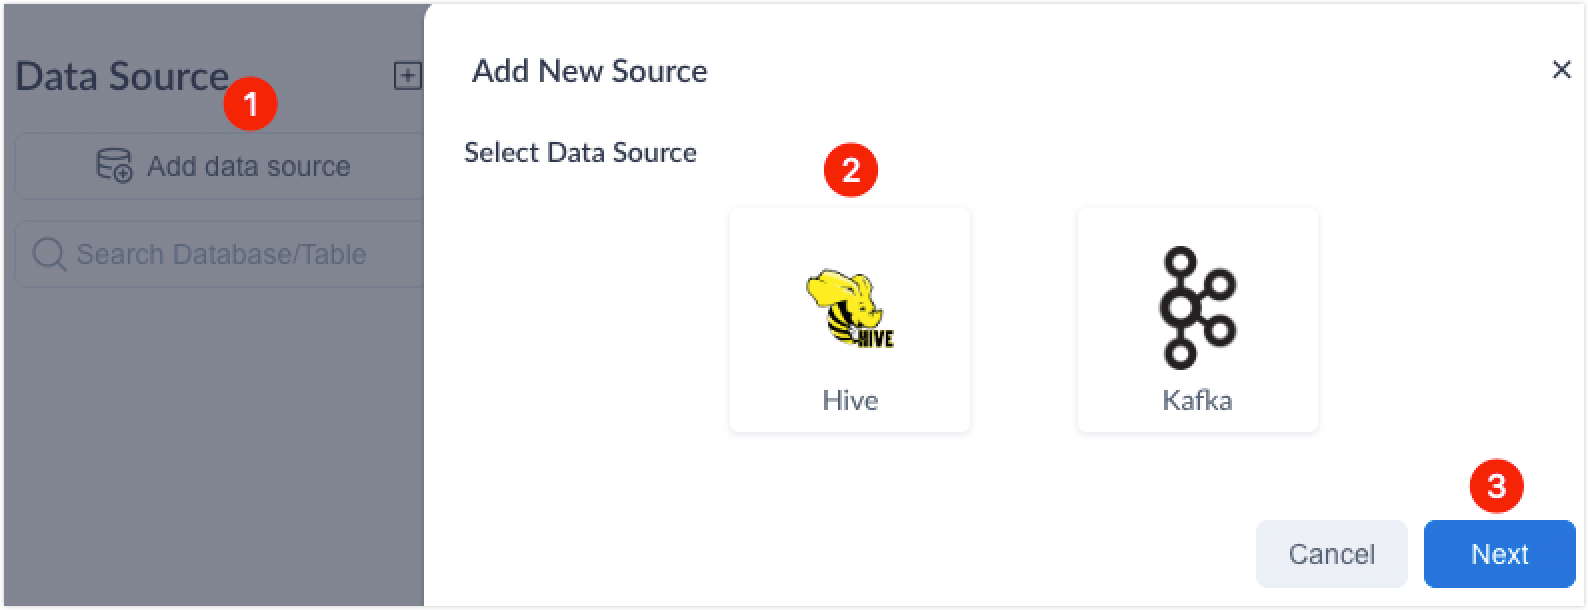 Data Source
1
Add data source
Search Database/Table
Add New Source
Select Data Source
2
HIVE
Hive
Kafka
3
Cancel
Next